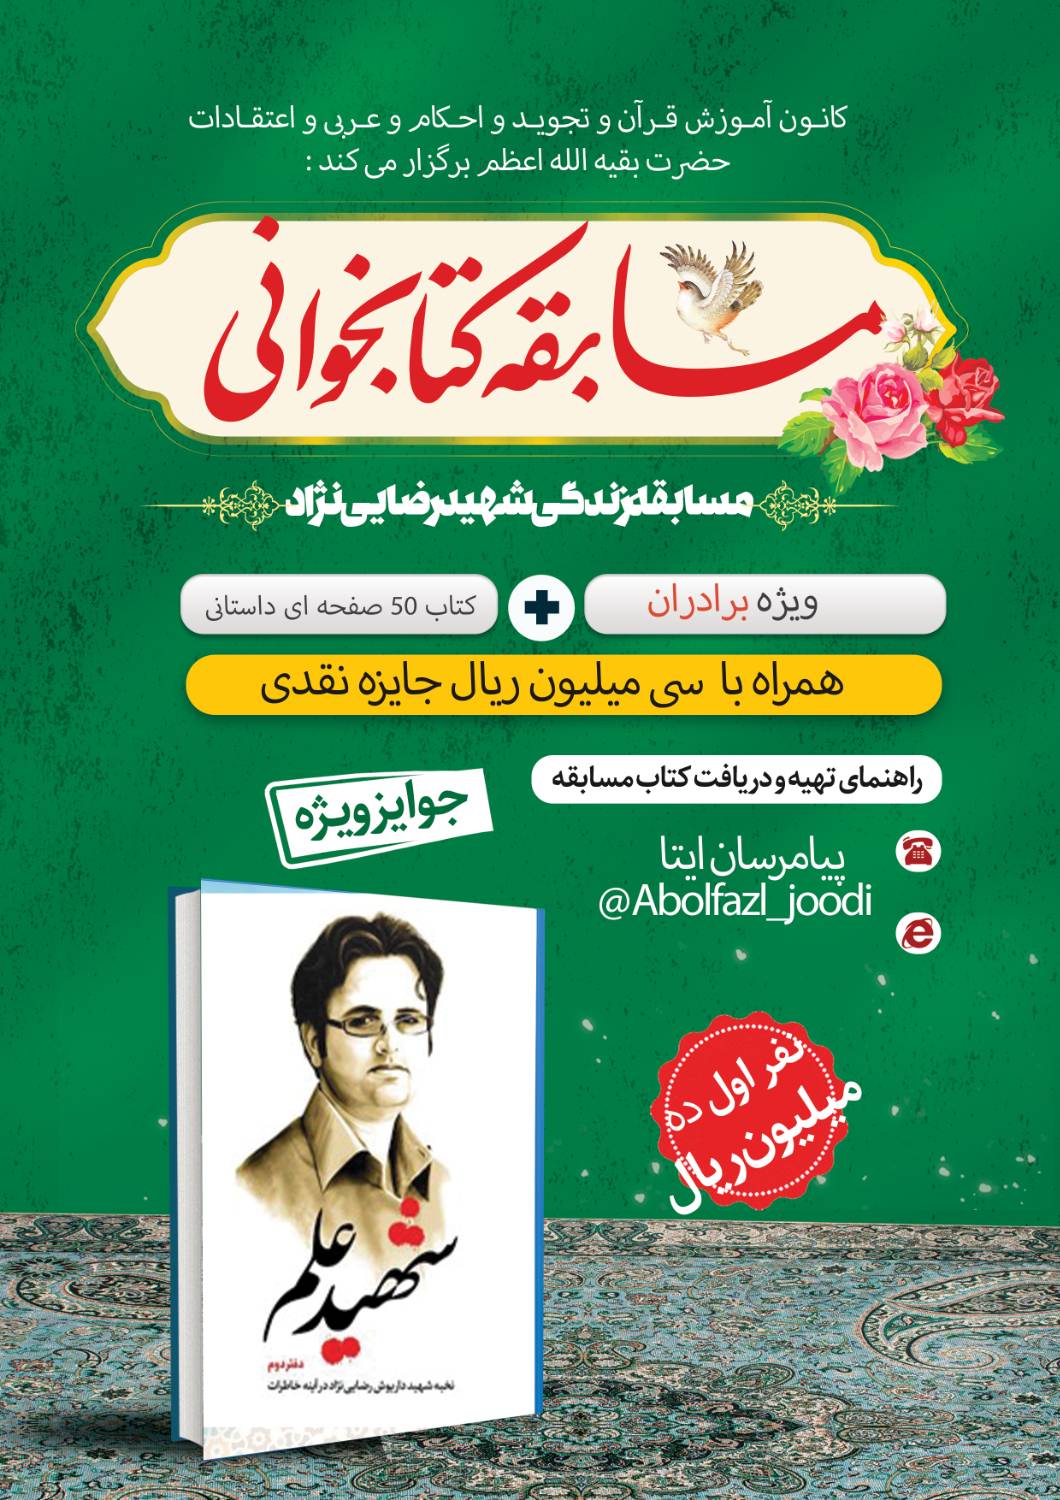 کانون آموزش قرآن و تجوید و احکام و عربی و اعتقادات
حضرت بقیه الله اعظم برگزار می کند :
مسابقه کتابخوانی
مسابقه زندگی شهید رضایی نژاد
ویژه برادران
کتاب 50 صفحه ای داستانی
همراه با سی میلیون ریال جایزه نقدی
راهنمای تهیه و دریافت کتاب مسابقه
جوایز ویژه
پیامرسان ایتا
@Abolfazl_joodi
نفر اول ده
میلیون ریال
شهید علم
دفتر دوم
نخبه شهید داریوش رضایی نژاد در آینه خاطرات